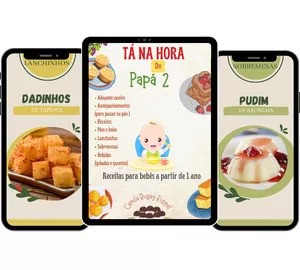 LANCHINHOS
DADINHOS
DE TAPIOCA
TÁ NA HORA
Do
Papá 2
• Adoçante caseiro
• Acompanhamentos
(para passar no pão)
• Biscoitos
• Pães e bolos
• Lanchinhos
• Sobremesas
• Bebidas
(geladas e quentes)
Receitas para bebês a partir de 1 ano
SOBREMESAS
PUDIM